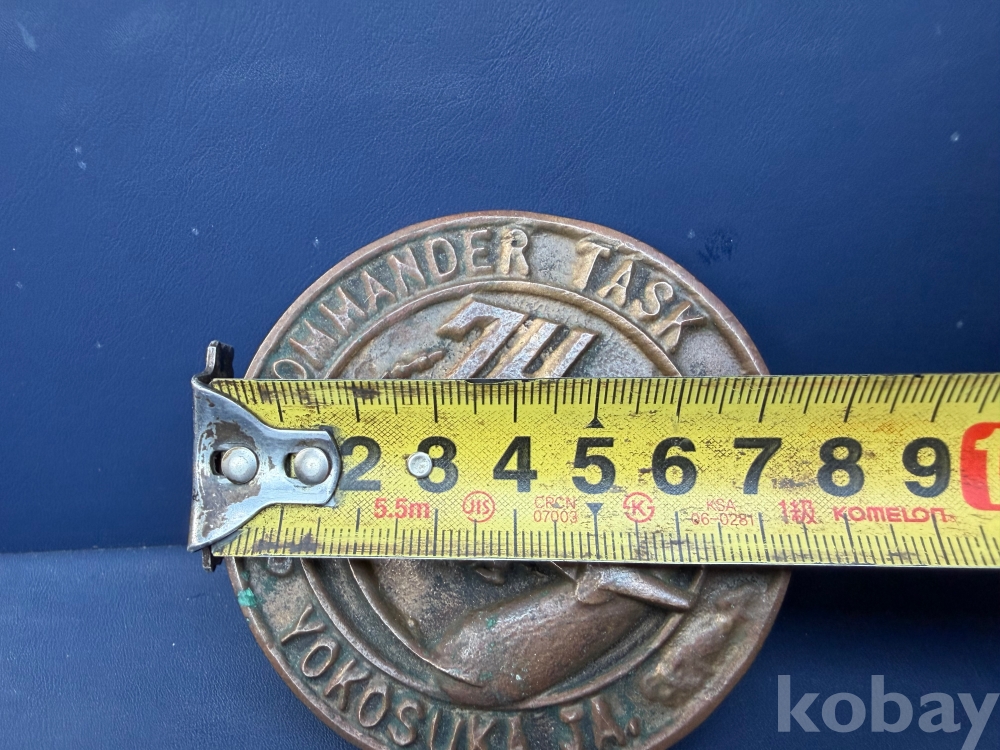 OMMANDER TASK
74
2 3 4 5 6 7 8 9 1
5.5m JIS CRCN 07003 K KSA 06-0281 1級 KOMELON
YOKOSUKA JA.
kobay